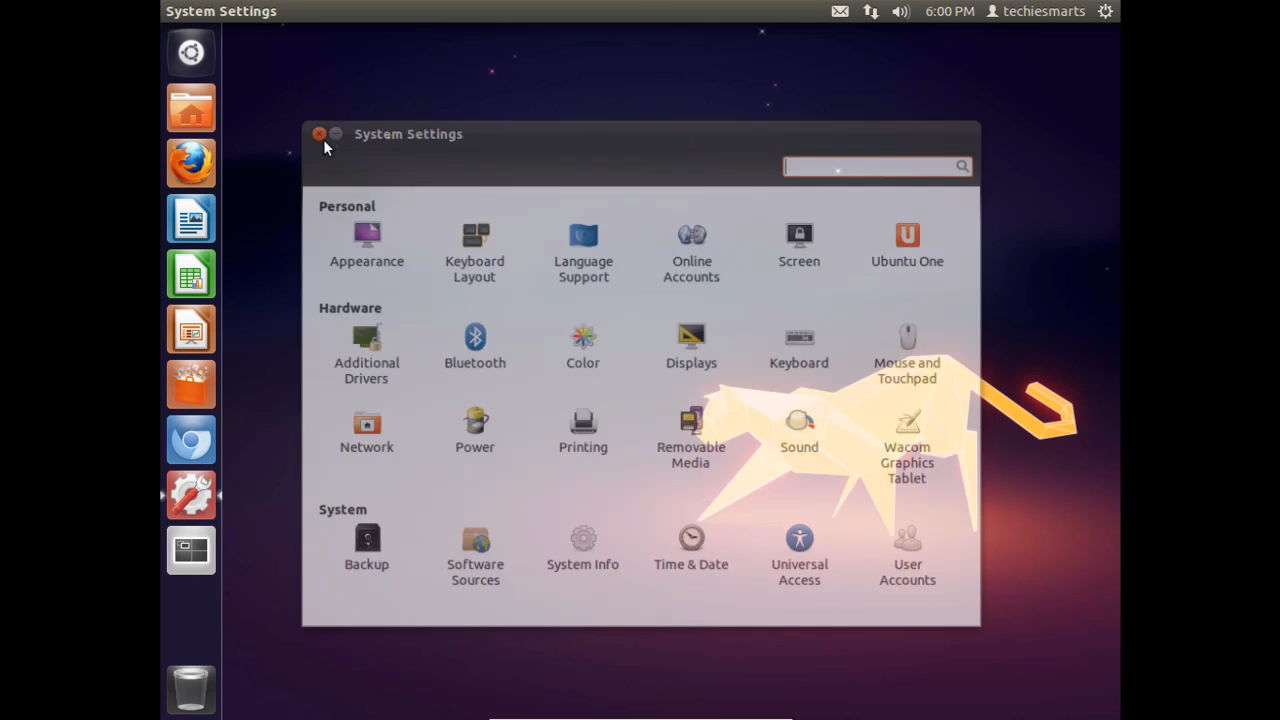 System Settings
6:00 PM techiesmarts
System Settings
Personal
Appearance
Keyboard
Layout
Language
Support
Online
Accounts
Screen
Ubuntu One
Hardware
Additional
Drivers
Bluetooth
Color
Displays
Keyboard
Mouse and
Touchpad
Network
Power
Printing
Removable
Media
Sound
Wacom
Graphics
Tablet
System
Backup
Software
Sources
System Info
Time & Date
Universal
Access
User
Accounts